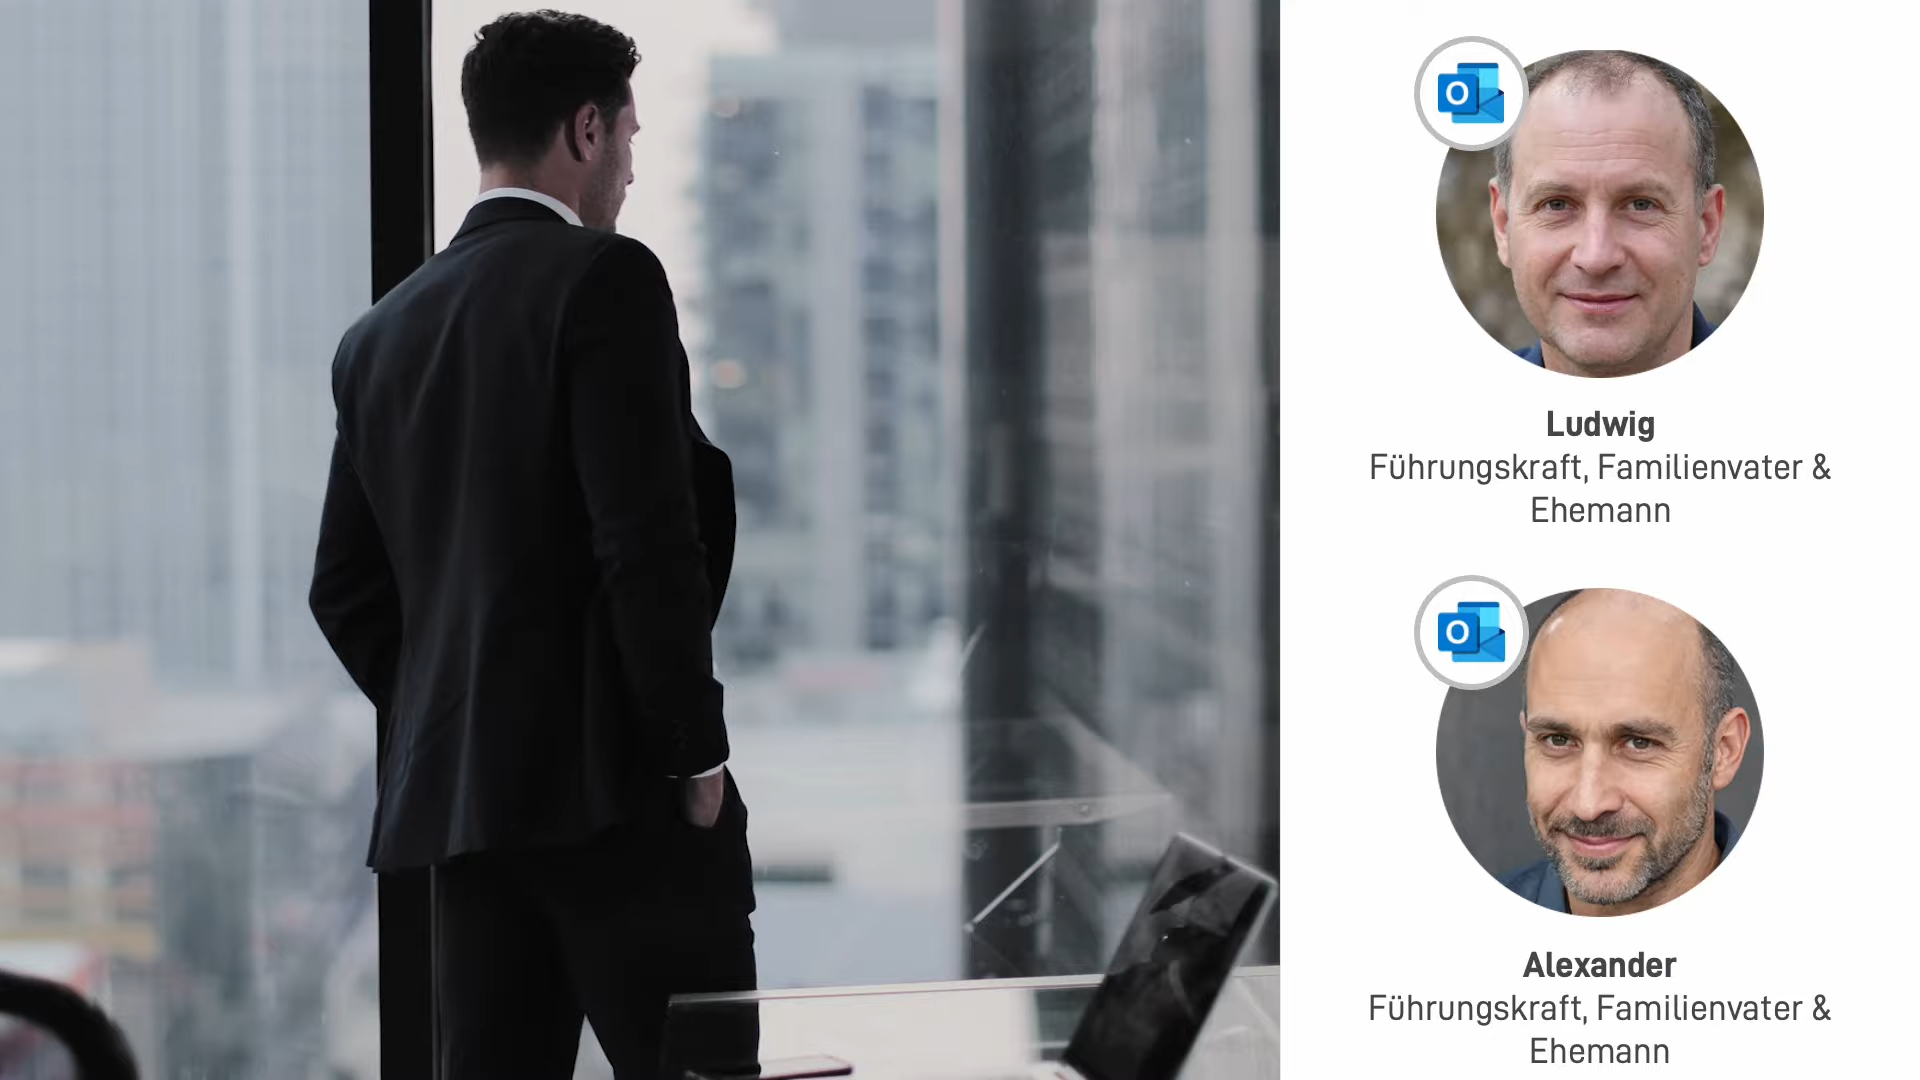 O
Ludwig
Führungskraft, Familienvater &
Ehemann
O
Alexander
Führungskraft, Familienvater &
Ehemann